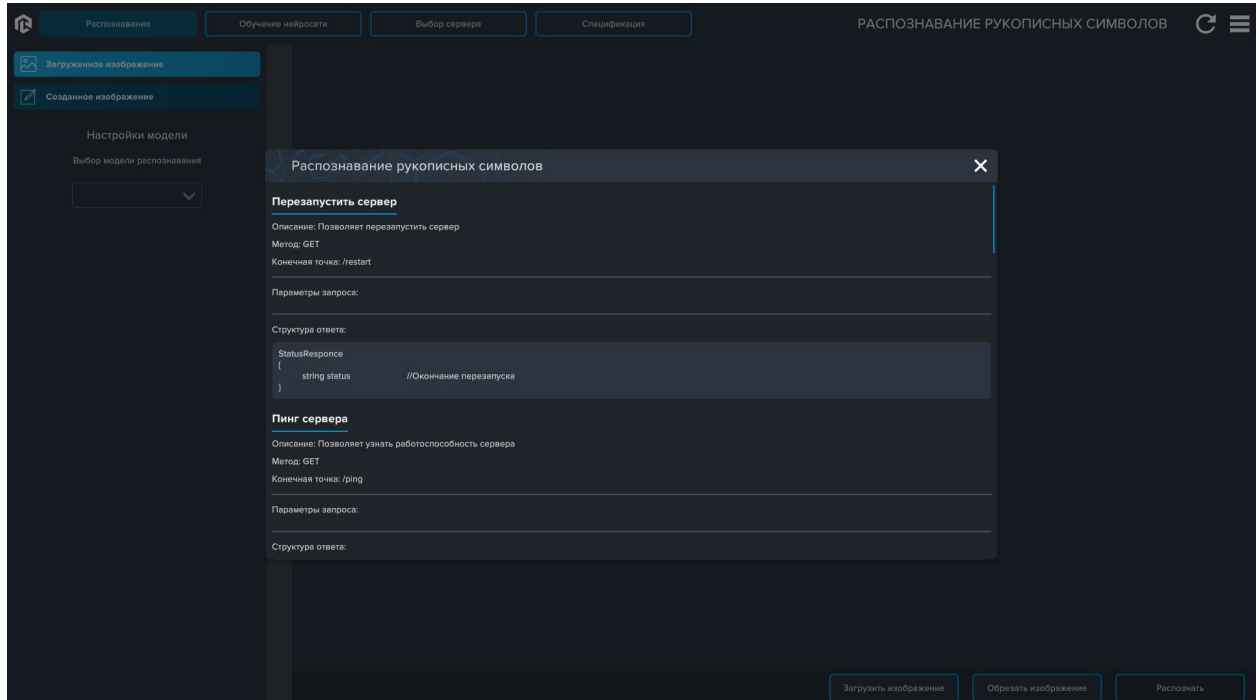 Распознавание
Обучение нейросети
Выбор сервера
Спецификация
РАСПОЗНАВАНИЕ РУКОПИСНЫХ СИМВОЛОВ
Загруженное изображение
Созданное изображение
Настройки модели
Выбор модели распознавания
Распознавание рукописных символов
Перезапустить сервер
Описание: Позволяет перезапустить сервер
Метод: GET
Конечная точка: /restart
Параметры запроса:
Структура ответа:
StatusResponce
{
string status //Окончание перезапуска
}
Пинг сервера
Описание: Позволяет узнать работоспособность сервера
Метод: GET
Конечная точка: /ping
Параметры запроса:
Структура ответа:
Загрузить изображение
Обрезать изображение
Распознать